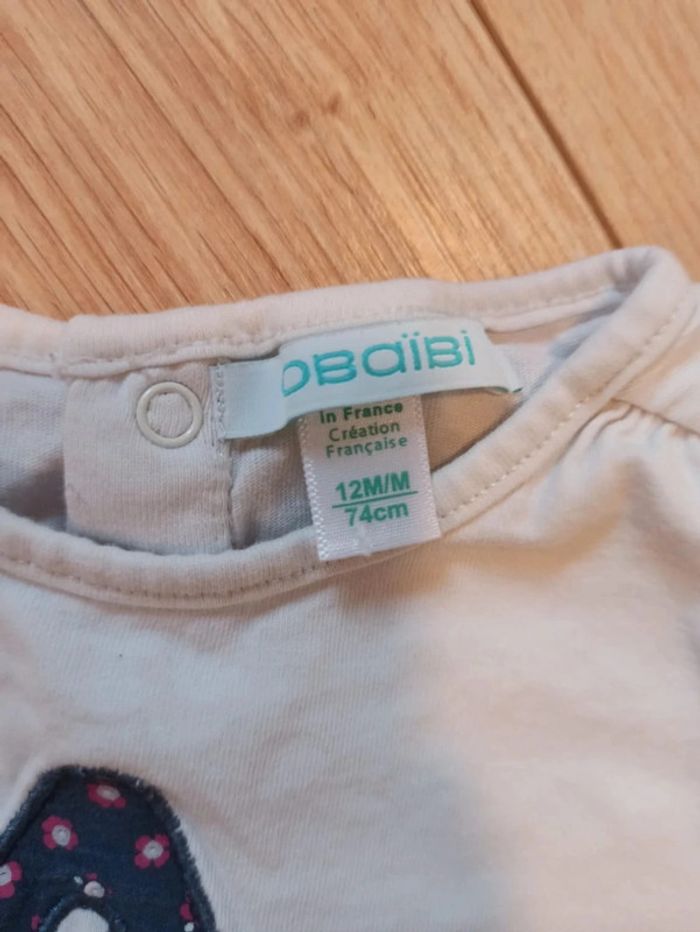 obaïbi
In France
Création
Française
12M/M
74cm